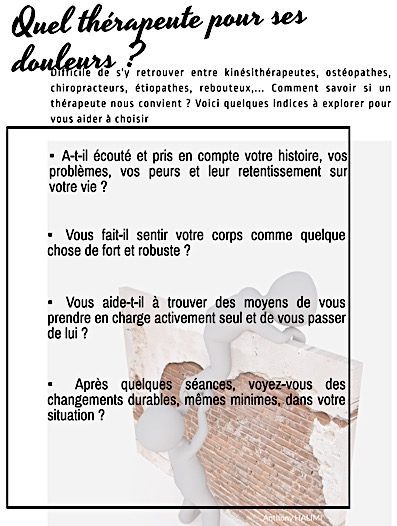 Quel thérapeute pour ses
douleurs ?
Difficile de s'y retrouver entre kinésithérapeutes, ostéopathes,
chiropracteurs, étiopathes, rebouteux,... Comment savoir si un
thérapeute nous convient ? Voici quelques indices à explorer pour
vous aider à choisir
▪ A-t-il écouté et pris en compte votre histoire, vos
problèmes, vos peurs et leur retentissement sur
votre vie ?
▪ Vous fait-il sentir votre corps comme quelque
chose de fort et robuste ?
▪ Vous aide-t-il à trouver des moyens de vous
prendre en charge activement seul et de vous passer
de lui ?
▪ Après quelques séances, voyez-vous des
changements durables, mêmes minimes, dans votre
situation ?
Anthony HALIMI